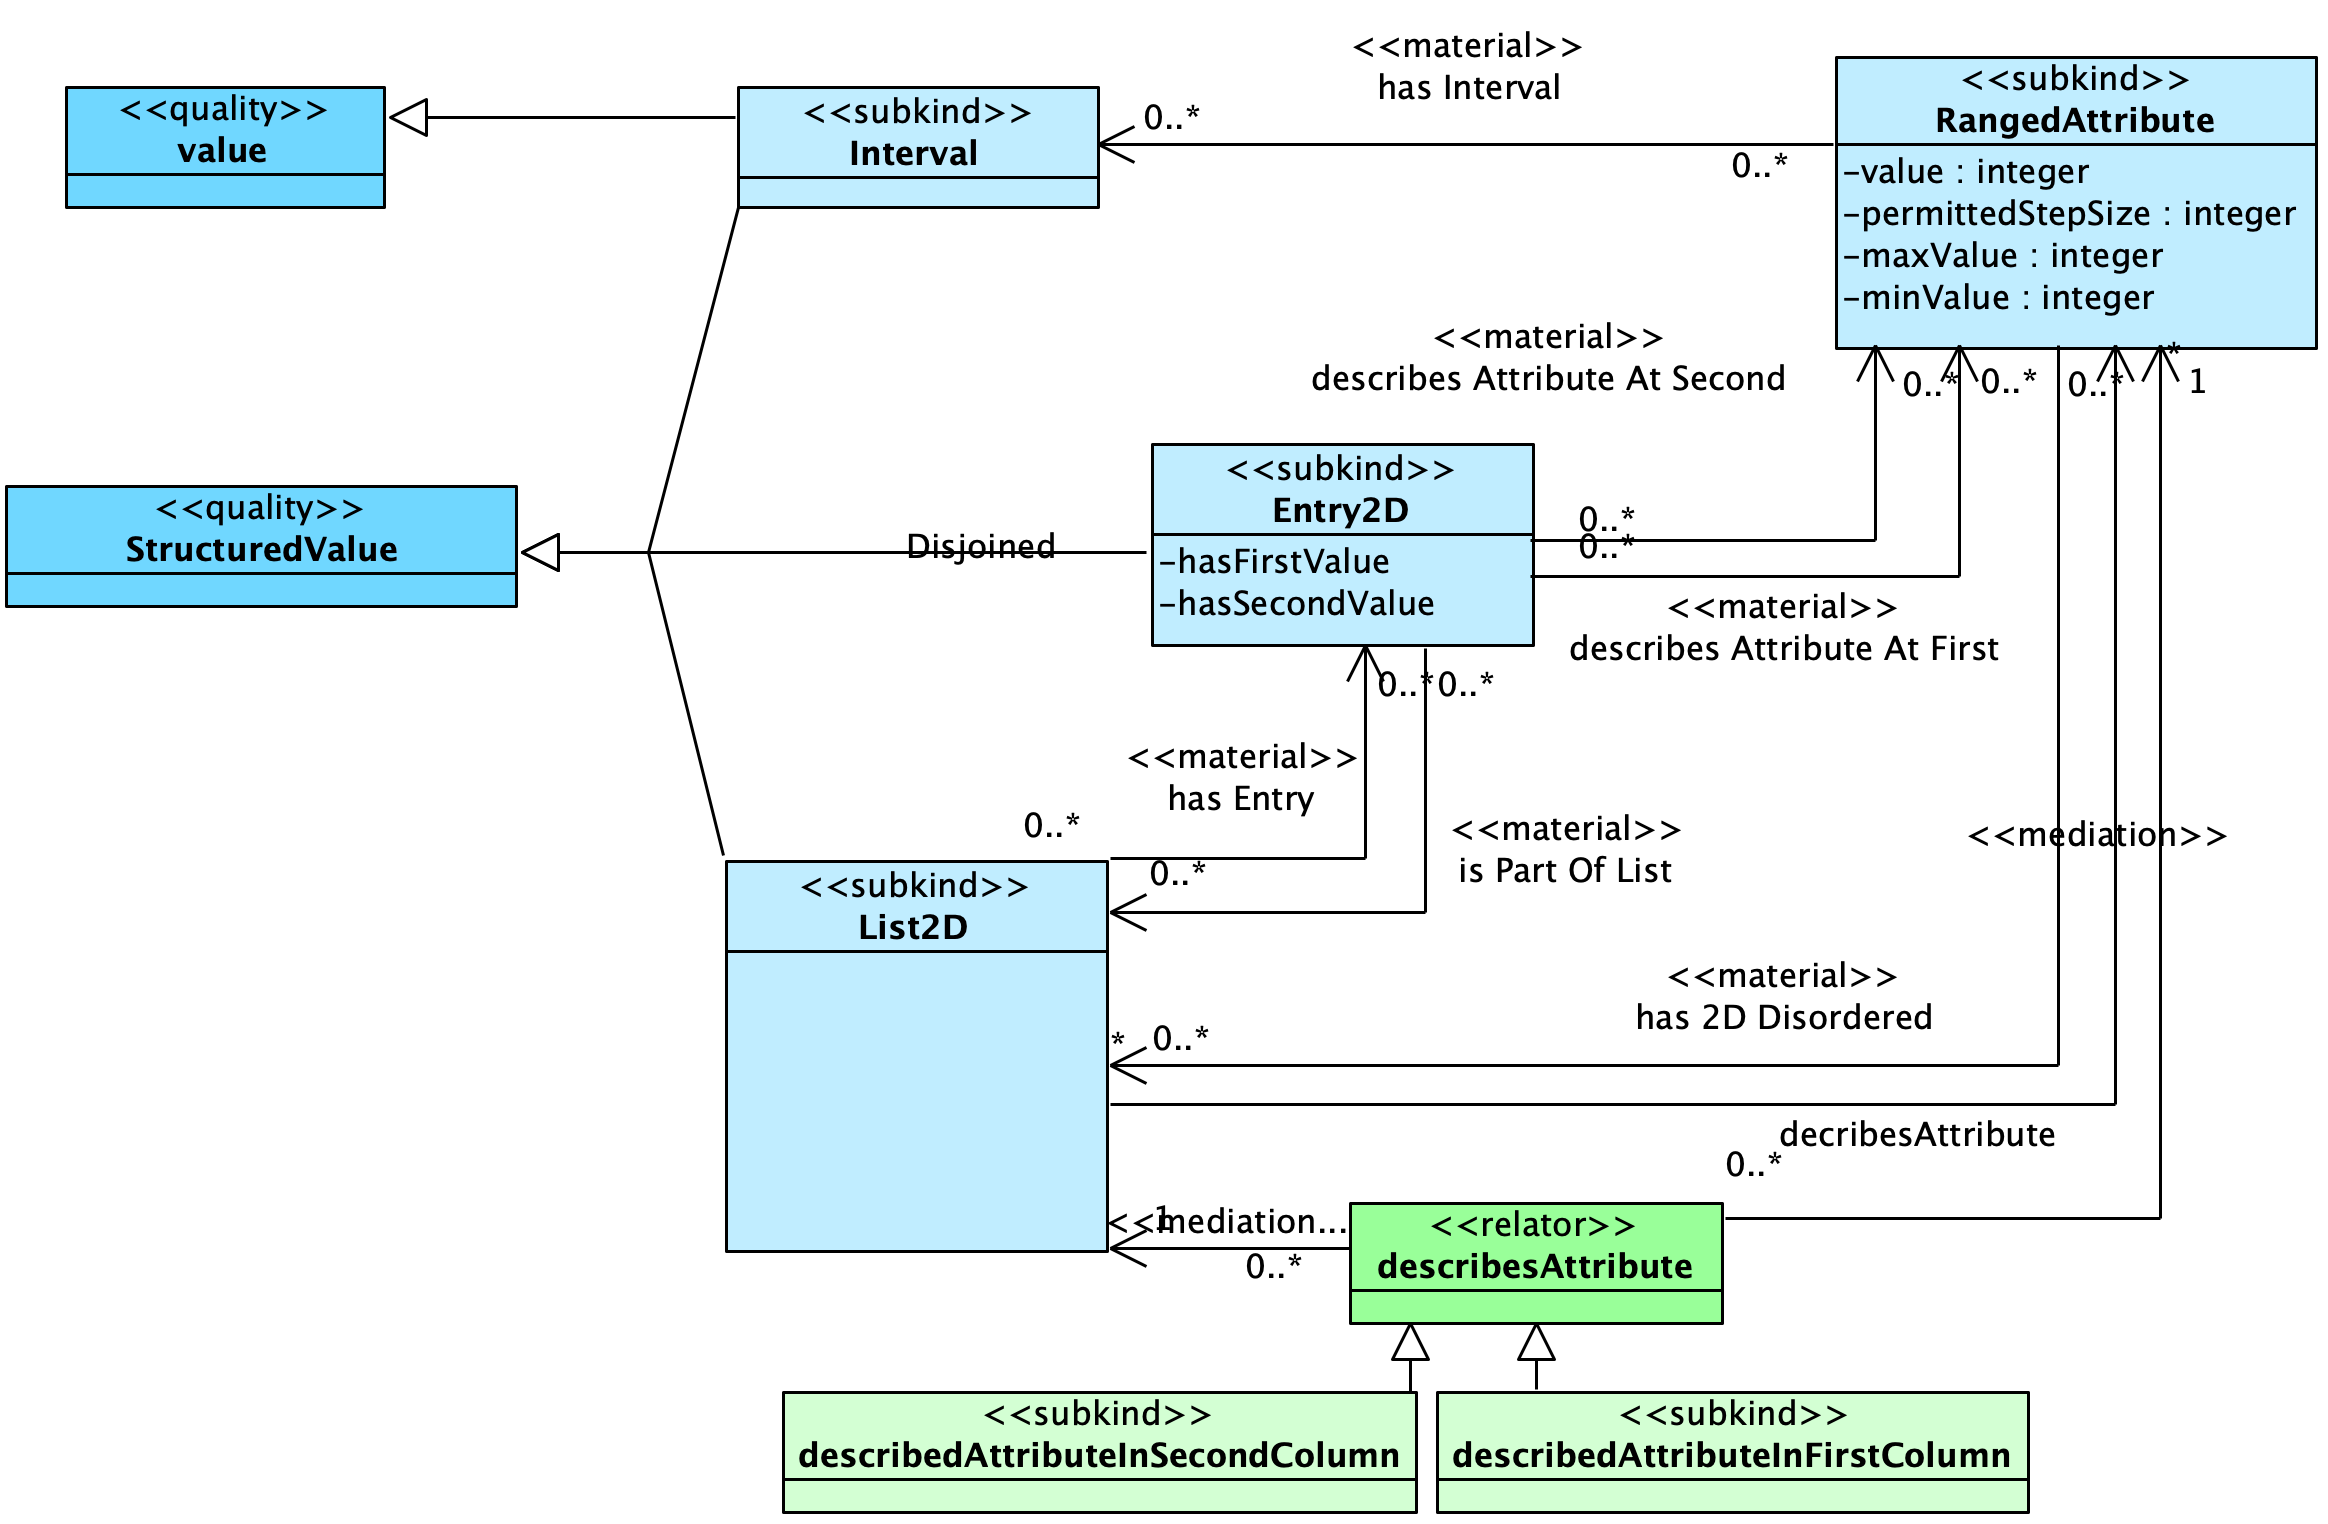 <<material>>
has Interval
<<quality>>
value
<<subkind>>
Interval
0..*
0..*
<<subkind>>
RangedAttribute
-value : integer
-permittedStepSize : integer
-maxValue : integer
-minValue : integer
<<material>>
describes Attribute At Second
0..*
0..*
0..*
*
1
<<quality>>
StructuredValue
Disjoined
<<subkind>>
Entry2D
-hasFirstValue
-hasSecondValue
0..*
0..*
<<material>>
describes Attribute At First
0..*
0..*
<<material>>
has Entry
0..*
0..*
<<material>>
is Part Of List
<<mediation>>
<<subkind>>
List2D
<<material>>
has 2D Disordered
*
0..*
decribesAttribute
0..*
<<mediation...
1
0..*
<<relator>>
describesAttribute
<<subkind>>
describedAttributeInSecondColumn
<<subkind>>
describedAttributeInFirstColumn